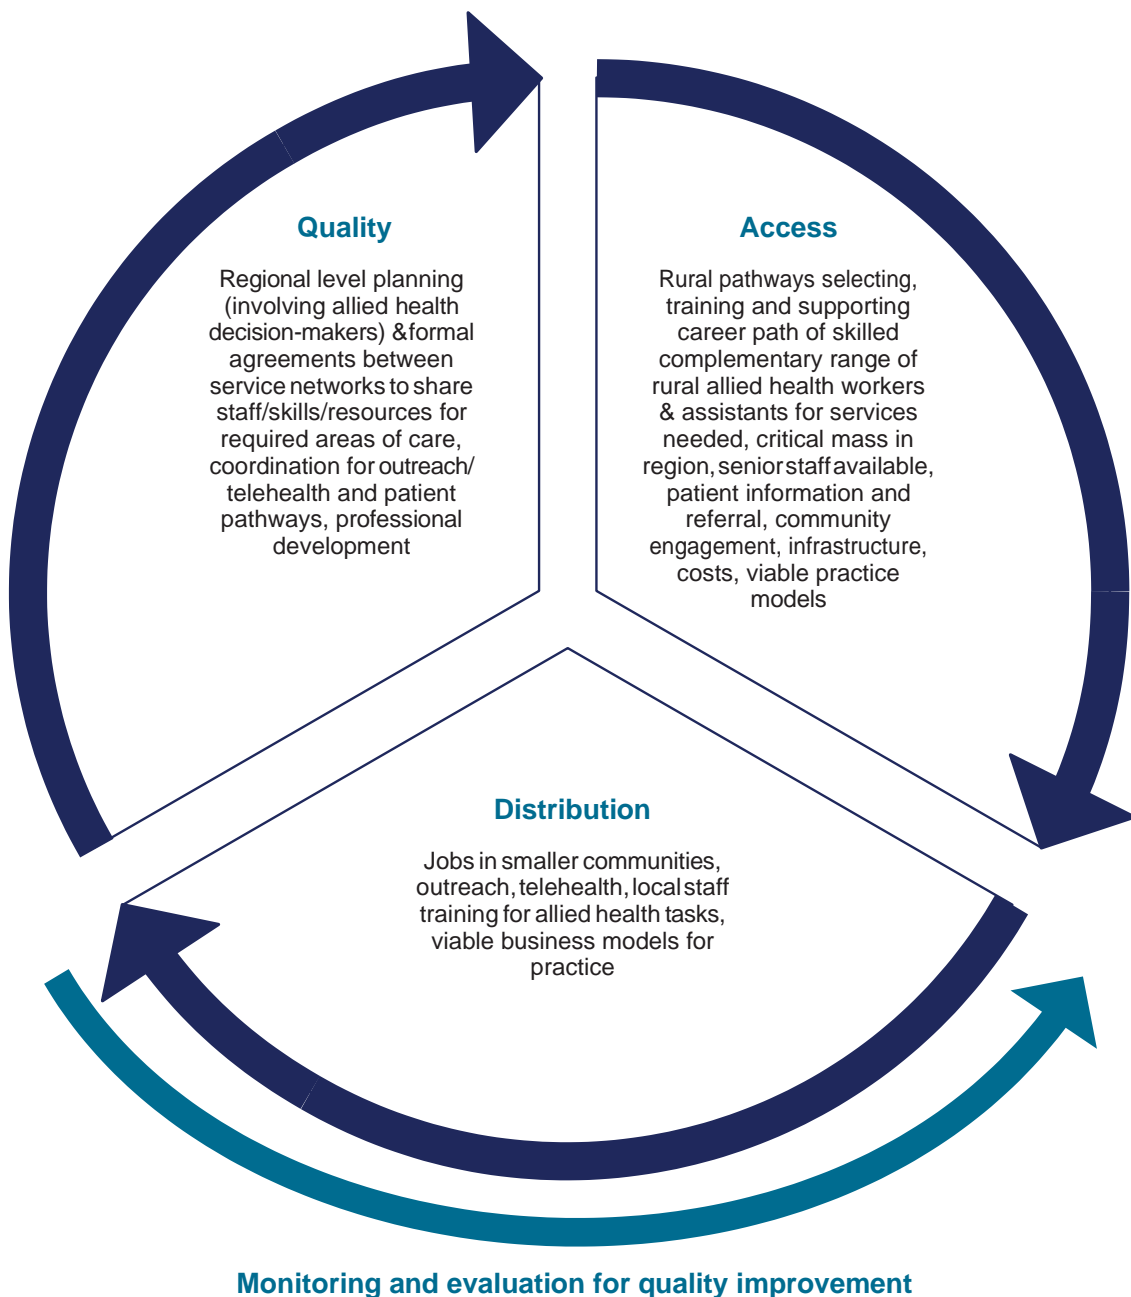 Quality
Regional level planning
(involving allied health
decision-makers) &formal
agreements between
service networks to share
staff/skills/resources for
required areas of care,
coordination for outreach/
telehealth and patient
pathways, professional
development
Access
Rural pathways selecting,
training and supporting
career path of skilled
complementary range of
rural allied health workers
& assistants for services
needed, critical mass in
region, senior staff available,
patient information and
referral, community
engagement, infrastructure,
costs, viable practice
models
Distribution
Jobs in smaller communities,
outreach, telehealth, local staff
training for allied health tasks,
viable business models for
practice
Monitoring and evaluation for quality improvement